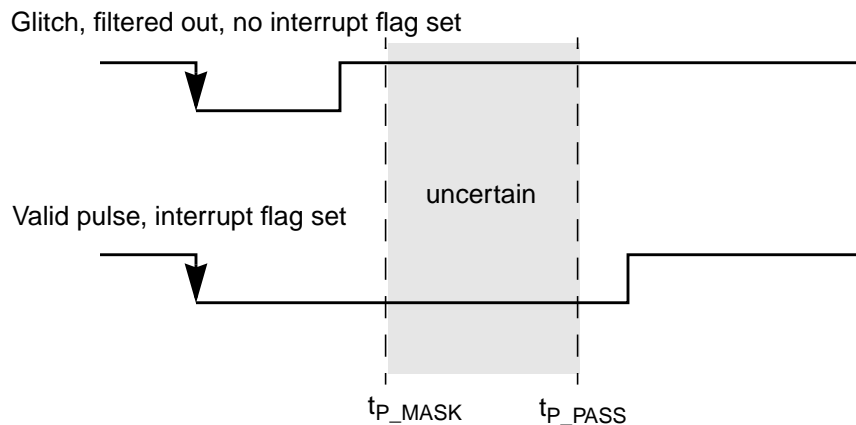 Glitch, filtered out, no interrupt flag set
uncertain
Valid pulse, interrupt flag set
tP_MASK
tP_PASS